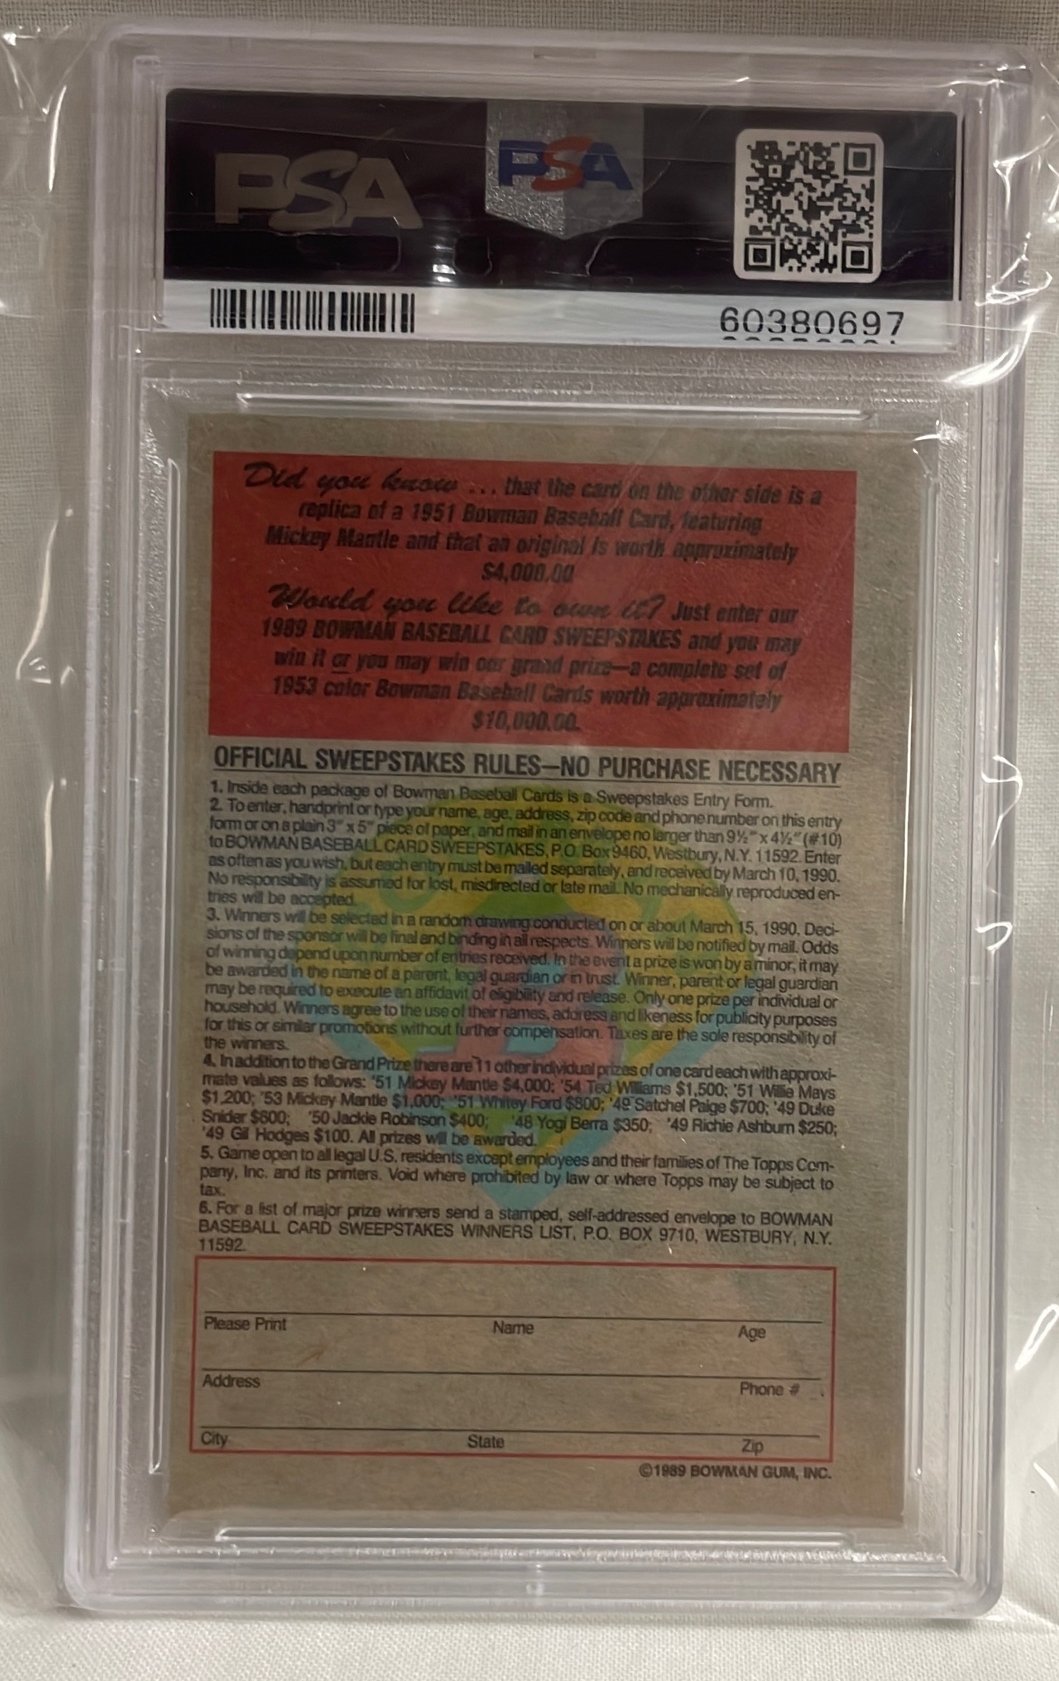 PSA
PSA
60380697
Did you know ... that the card on the other side is a
replica of a 1951 Bowman Baseball Card, featuring
Mickey Mantle and that an original is worth approximately
$4,000.00
Would you like to own it? Just enter our
1989 BOWMAN BASEBALL CARD SWEEPSTAKES and you may
win it or you may win our grand prize—a complete set of
1953 color Bowman Baseball Cards worth approximately
$10,000.00.
OFFICIAL SWEEPSTAKES RULES—NO PURCHASE NECESSARY
1. Inside each package of Bowman Baseball Cards is a Sweepstakes Entry Form.
2. To enter, handprint or type your name, age, address, zip code and phone number on this entry
form or on a plain 3" x 5" piece of paper, and mail in an envelope no larger than 9½" x 4½" (#10)
to BOWMAN BASEBALL CARD SWEEPSTAKES, P.O. Box 9460, Westbury, N.Y. 11592. Enter
as often as you wish, but each entry must be mailed separately, and received by March 10, 1990.
No responsibility is assumed for lost, misdirected or late mail. No mechanically reproduced en-
tries will be accepted.
3. Winners will be selected in a random drawing conducted on or about March 15, 1990. Deci-
sions of the sponsor will be final and binding in all respects. Winners will be notified by mail. Odds
of winning depend upon number of entries received. In the event a prize is won by a minor, it may
be awarded in the name of a parent, legal guardian or in trust. Winner, parent or legal guardian
may be required to execute an affidavit of eligibility and release. Only one prize per individual or
household. Winners agree to the use of their names, address and likeness for publicity purposes
for this or similar promotions without further compensation. Taxes are the sole responsibility of
the winners.
4. In addition to the Grand Prize there are 11 other individual prizes of one card each with approxi-
mate values as follows: '51 Mickey Mantle $4,000; '54 Ted Williams $1,500; '51 Willie Mays
$1,200; '53 Mickey Mantle $1,000; '51 Whitey Ford $800; '49 Satchel Paige $700; '49 Duke
Snider $600; '50 Jackie Robinson $400; '48 Yogi Berra $350; '49 Richie Ashburn $250;
'49 Gil Hodges $100. All prizes will be awarded.
5. Game open to all legal U.S. residents except employees and their families of The Topps Com-
pany, Inc. and its printers. Void where prohibited by law or where Topps may be subject to
tax.
6. For a list of major prize winners send a stamped, self-addressed envelope to BOWMAN
BASEBALL CARD SWEEPSTAKES WINNERS LIST, P.O. BOX 9710, WESTBURY, N.Y.
11592.
Please Print Name Age
Address Phone #
City State Zip
©1989 BOWMAN GUM, INC.